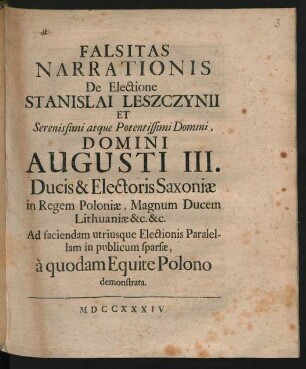 3
FALSITAS
NARRATIONIS
De Electione
STANISLAI LESZCZYNII
ET
Serenissimi atque Potentissimi Domini,
DOMINI
AUGUSTI III.
Ducis & Electoris Saxoniæ
in Regem Poloniæ, Magnum Ducem
Lithuaniæ &c. &c.
Ad faciendam utriusque Electionis Paralel-
lam in publicum sparsæ,
à quodam Equite Polono
demonstrata.
MDCCXXXIV.